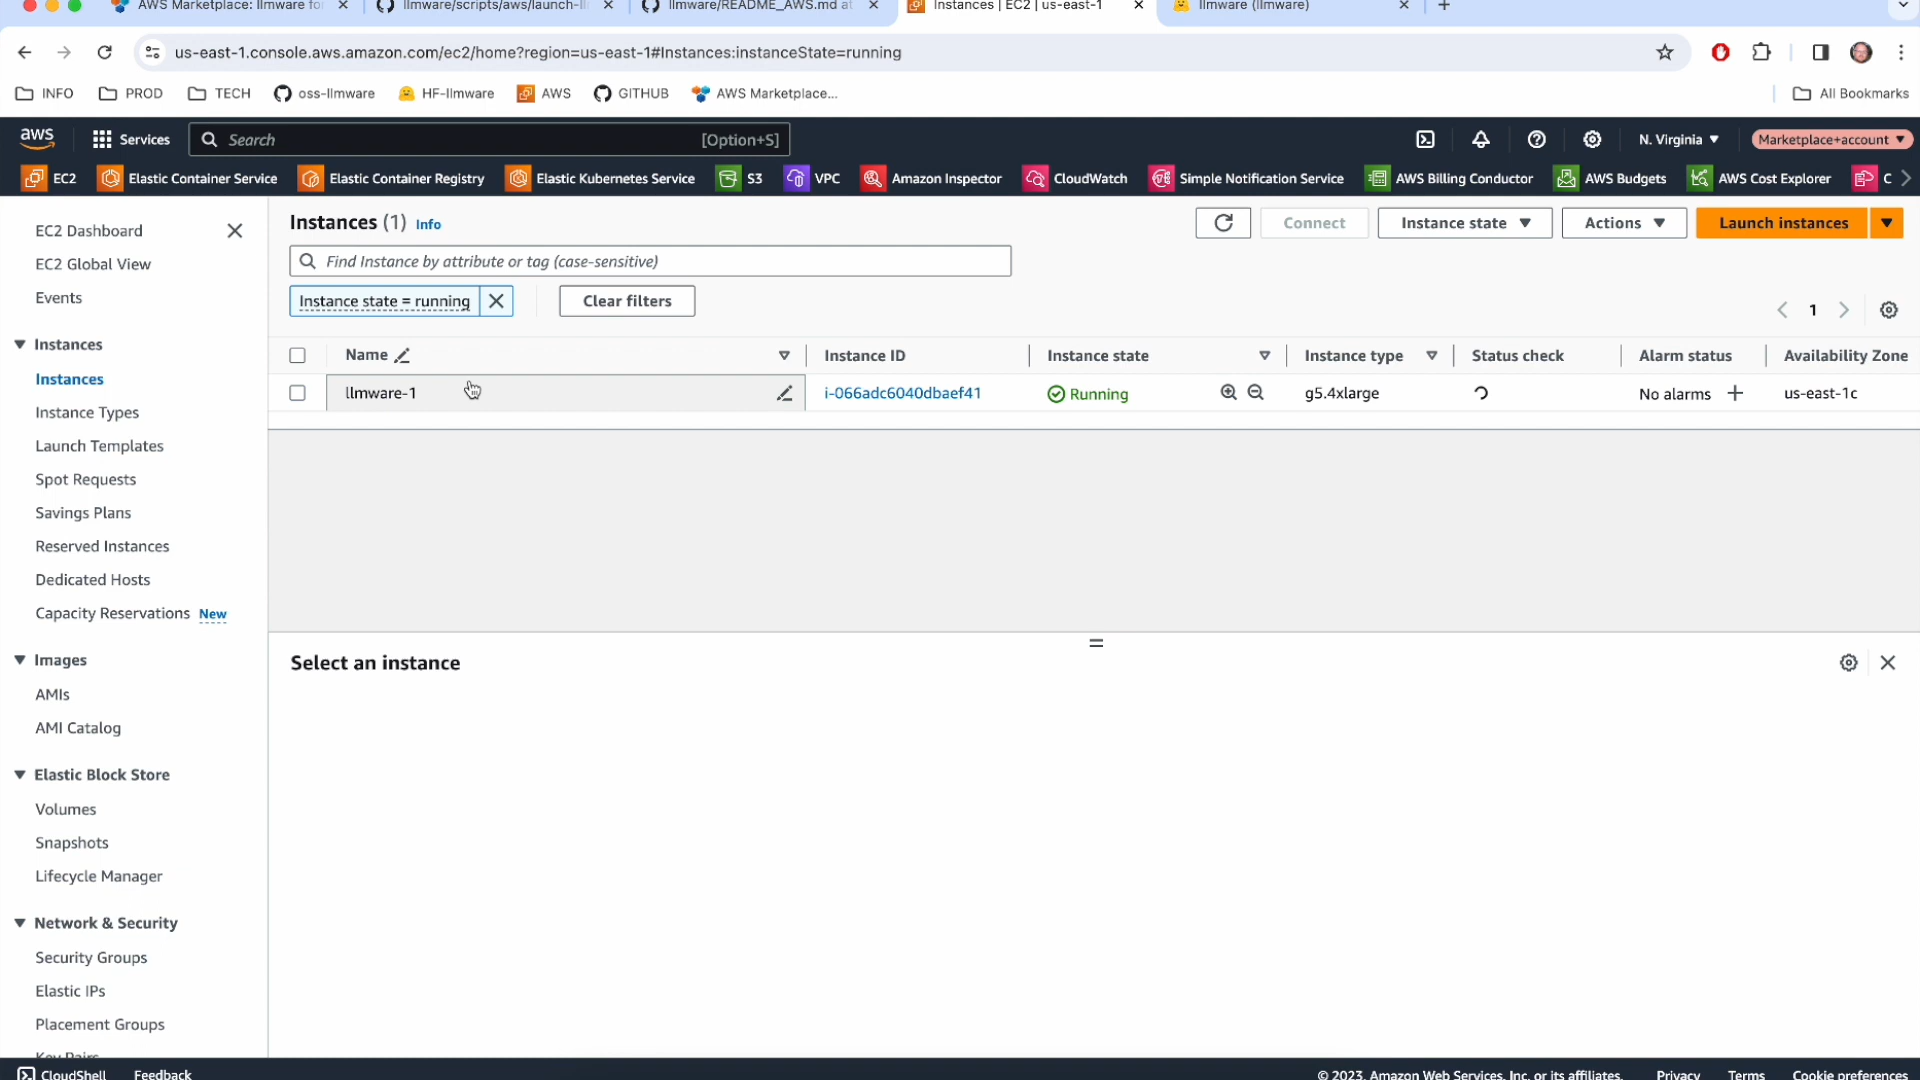 AWS Marketplace: llmware fo
llmware/scripts/aws/launch-ll
llmware/README_AWS.md at
Instances | EC2 | us-east-1
llmware (llmware)
us-east-1.console.aws.amazon.com/ec2/home?region=us-east-1#Instances:instanceState=running
INFO
PROD
TECH
oss-llmware
HF-llmware
AWS
GITHUB
AWS Marketplace...
All Bookmarks
aws
Services
Search
[Option+S]
N. Virginia
Marketplace+account
EC2
Elastic Container Service
Elastic Container Registry
Elastic Kubernetes Service
S3
VPC
Amazon Inspector
CloudWatch
Simple Notification Service
AWS Billing Conductor
AWS Budgets
AWS Cost Explorer
C
EC2 Dashboard
EC2 Global View
Events
Instances
Instances
Instance Types
Launch Templates
Spot Requests
Savings Plans
Reserved Instances
Dedicated Hosts
Capacity Reservations New
Images
AMIs
AMI Catalog
Elastic Block Store
Volumes
Snapshots
Lifecycle Manager
Network & Security
Security Groups
Elastic IPs
Placement Groups
Key Pairs
Instances (1) Info
Connect
Instance state
Actions
Launch instances
Find Instance by attribute or tag (case-sensitive)
Instance state = running
Clear filters
1
Name
Instance ID
Instance state
Instance type
Status check
Alarm status
Availability Zone
llmware-1
i-066adc6040dbaef41
Running
g5.4xlarge
No alarms
us-east-1c
Select an instance
CloudShell
Feedback
© 2023, Amazon Web Services, Inc. or its affiliates.
Privacy
Terms
Cookie preferences